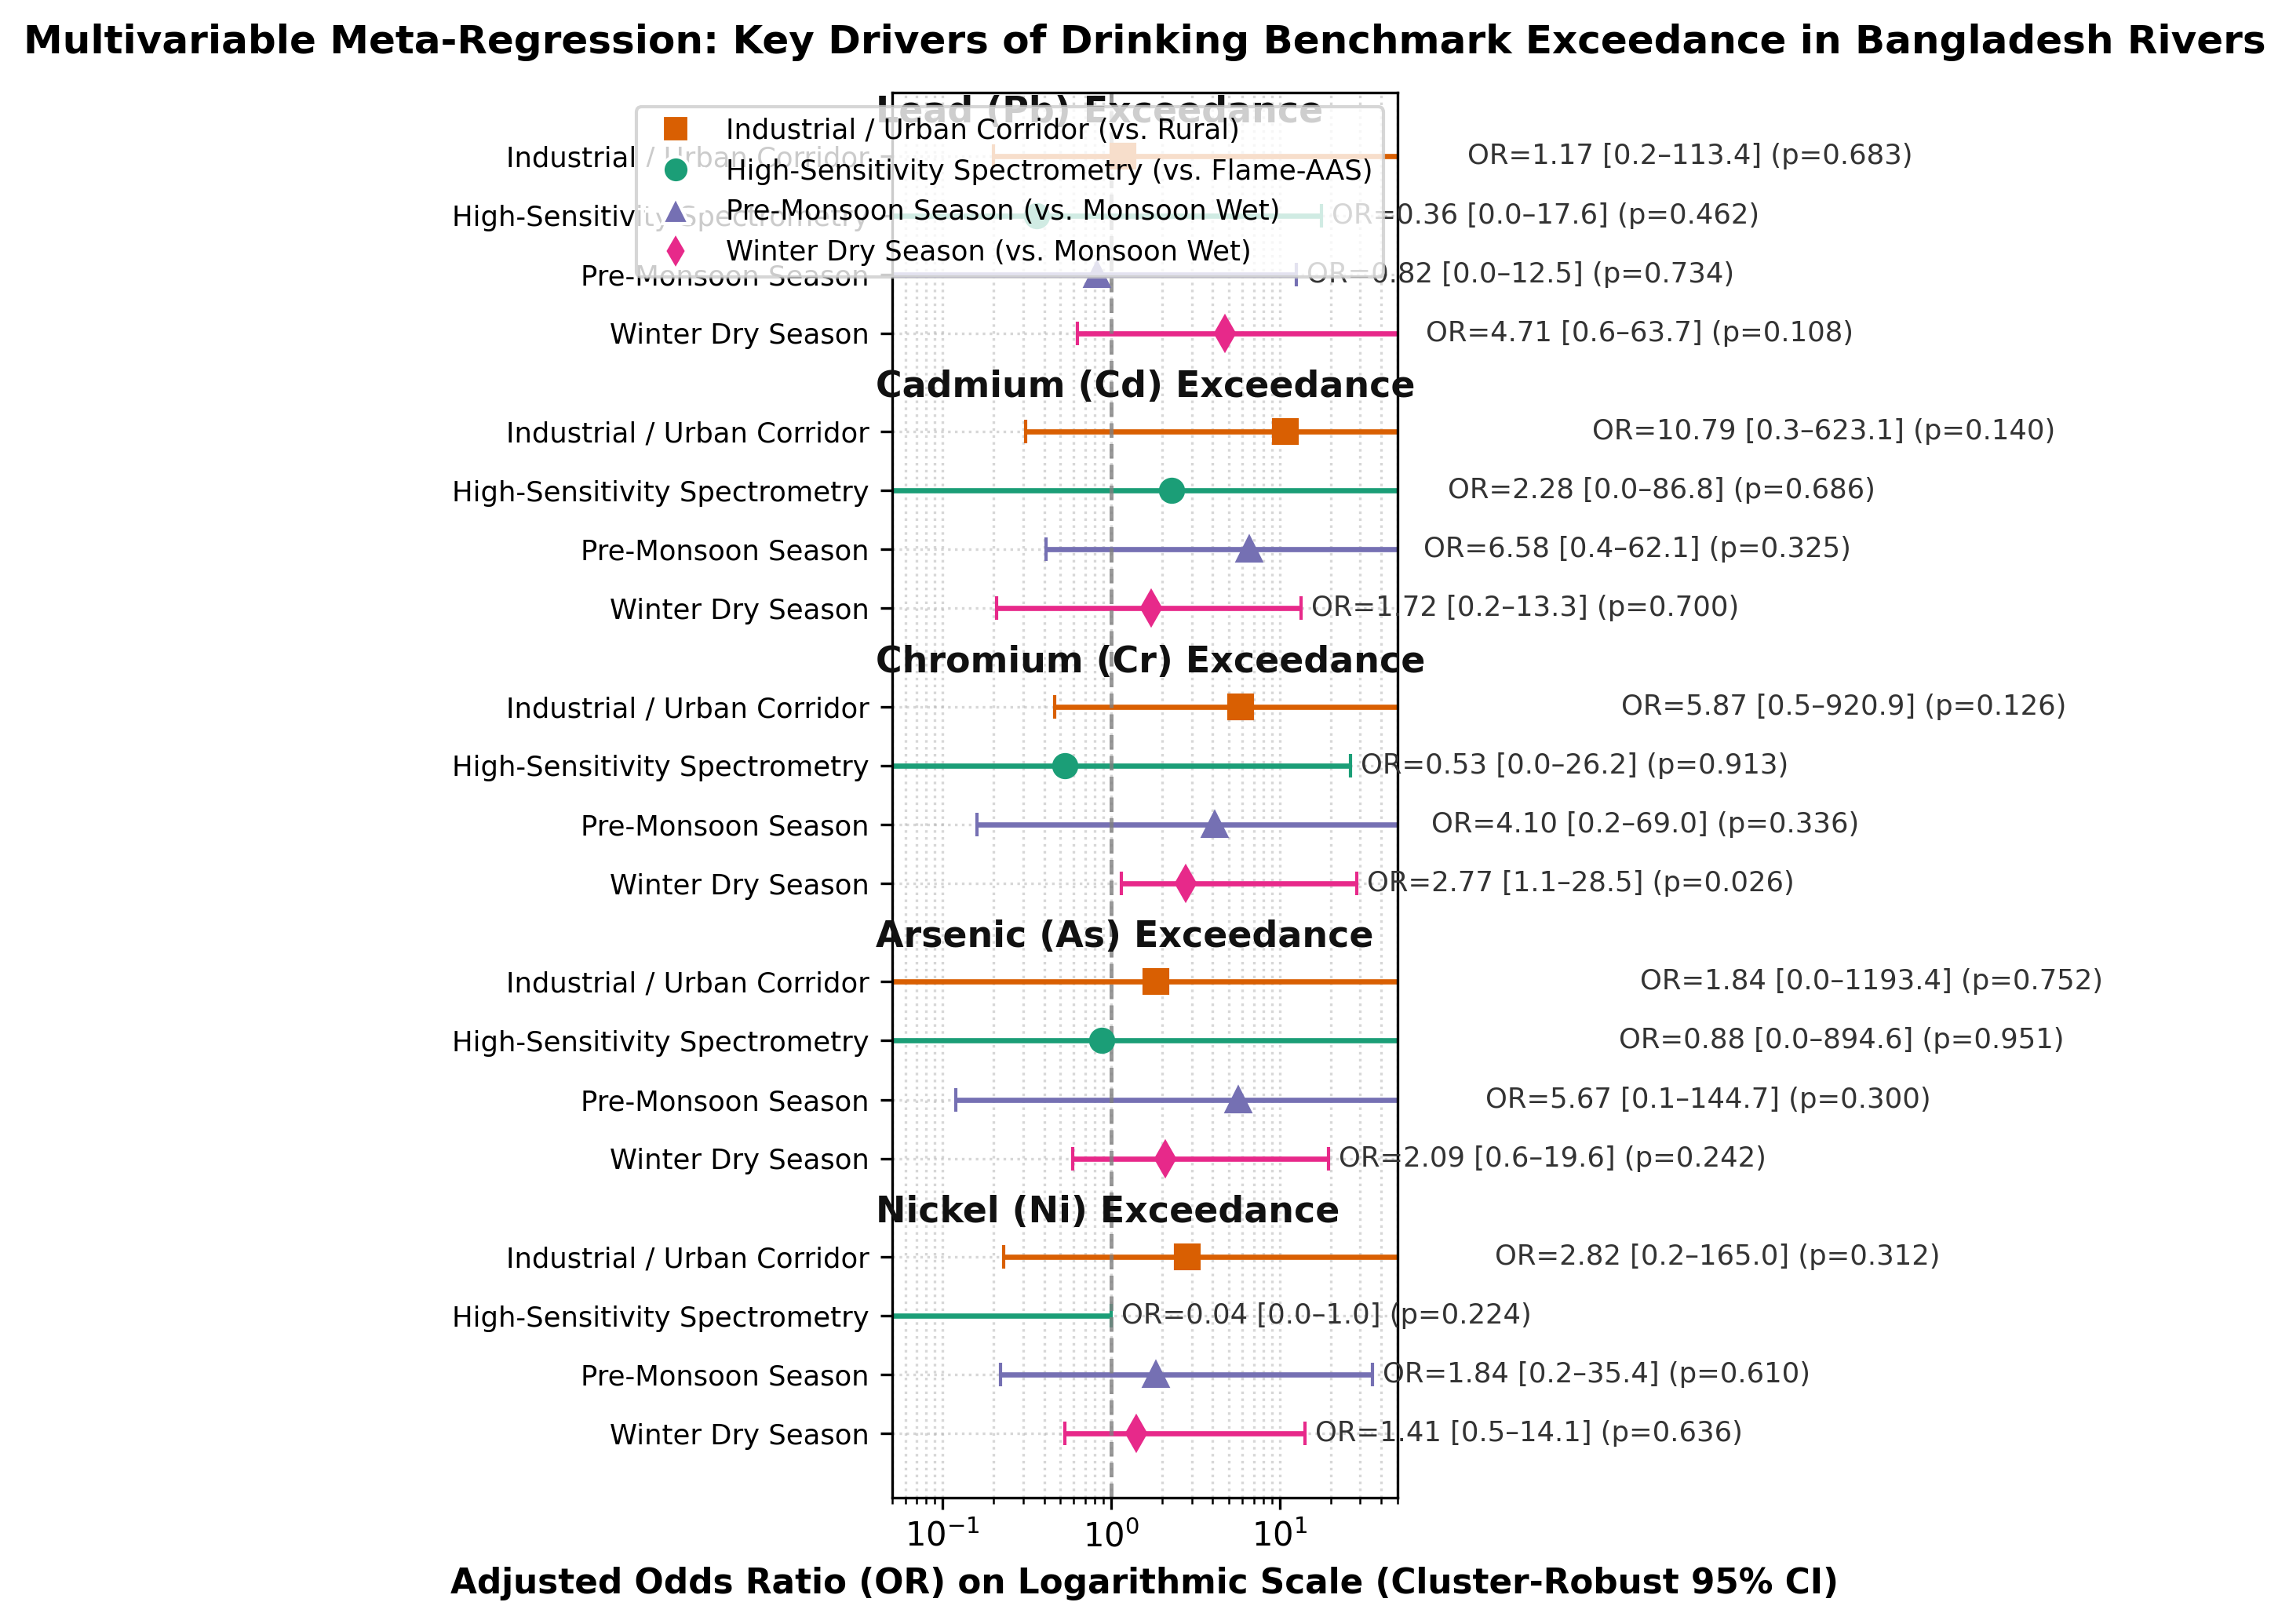 Multivariable Meta-Regression: Key Drivers of Drinking Benchmark Exceedance in Bangladesh Rivers
Lead (Pb) Exceedance
Industrial / Urban Corridor (vs. Rural)
High-Sensitivity Spectrometry (vs. Flame-AAS)
Pre-Monsoon Season (vs. Monsoon Wet)
Winter Dry Season (vs. Monsoon Wet)
Industrial / Urban Corridor OR=1.17 [0.2–113.4] (p=0.683)
High-Sensitivity Spectrometry OR=0.36 [0.0–17.6] (p=0.462)
Pre-Monsoon Season OR=0.82 [0.0–12.5] (p=0.734)
Winter Dry Season OR=4.71 [0.6–63.7] (p=0.108)
Cadmium (Cd) Exceedance
Industrial / Urban Corridor OR=10.79 [0.3–623.1] (p=0.140)
High-Sensitivity Spectrometry OR=2.28 [0.0–86.8] (p=0.686)
Pre-Monsoon Season OR=6.58 [0.4–62.1] (p=0.325)
Winter Dry Season OR=1.72 [0.2–13.3] (p=0.700)
Chromium (Cr) Exceedance
Industrial / Urban Corridor OR=5.87 [0.5–920.9] (p=0.126)
High-Sensitivity Spectrometry OR=0.53 [0.0–26.2] (p=0.913)
Pre-Monsoon Season OR=4.10 [0.2–69.0] (p=0.336)
Winter Dry Season OR=2.77 [1.1–28.5] (p=0.026)
Arsenic (As) Exceedance
Industrial / Urban Corridor OR=1.84 [0.0–1193.4] (p=0.752)
High-Sensitivity Spectrometry OR=0.88 [0.0–894.6] (p=0.951)
Pre-Monsoon Season OR=5.67 [0.1–144.7] (p=0.300)
Winter Dry Season OR=2.09 [0.6–19.6] (p=0.242)
Nickel (Ni) Exceedance
Industrial / Urban Corridor OR=2.82 [0.2–165.0] (p=0.312)
High-Sensitivity Spectrometry OR=0.04 [0.0–1.0] (p=0.224)
Pre-Monsoon Season OR=1.84 [0.2–35.4] (p=0.610)
Winter Dry Season OR=1.41 [0.5–14.1] (p=0.636)
10⁻¹ 10⁰ 10¹
Adjusted Odds Ratio (OR) on Logarithmic Scale (Cluster-Robust 95% CI)